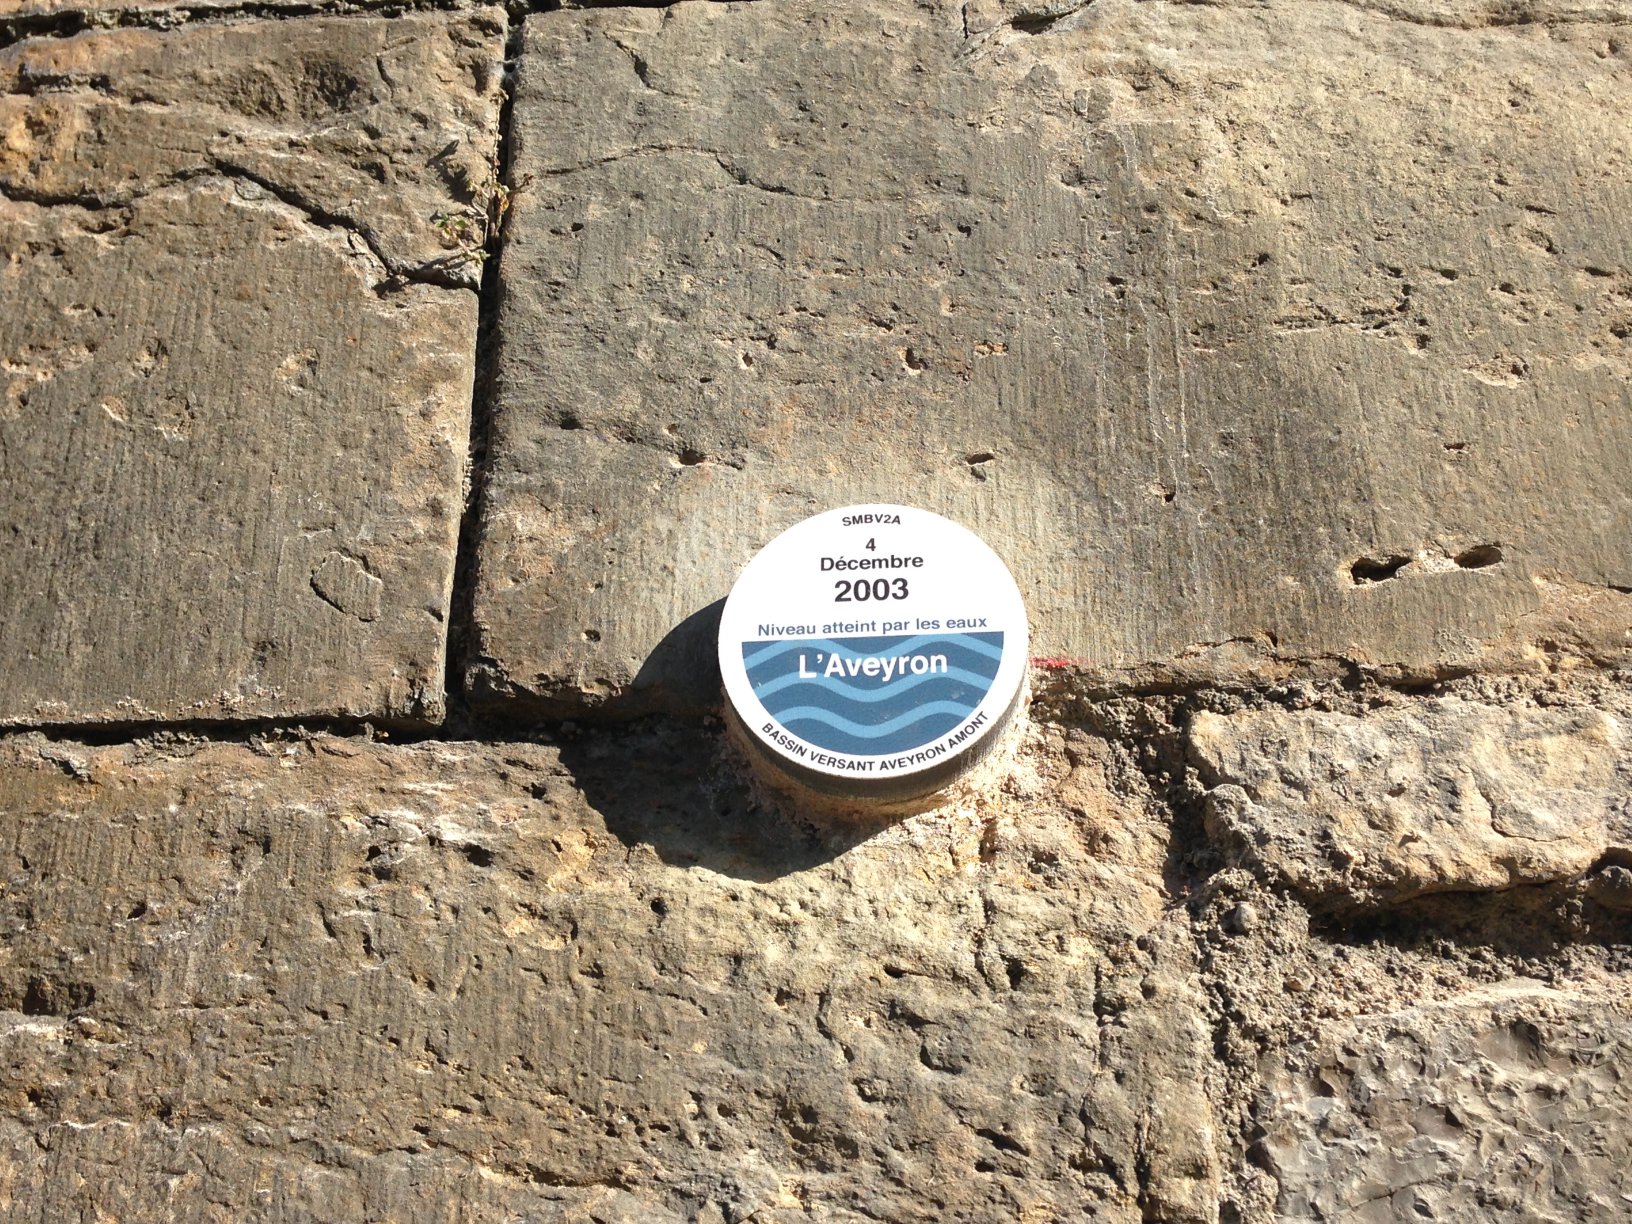 SMBV2A
4
Décembre
2003
Niveau atteint par les eaux
L'Aveyron
BASSIN VERSANT AVEYRON AMONT